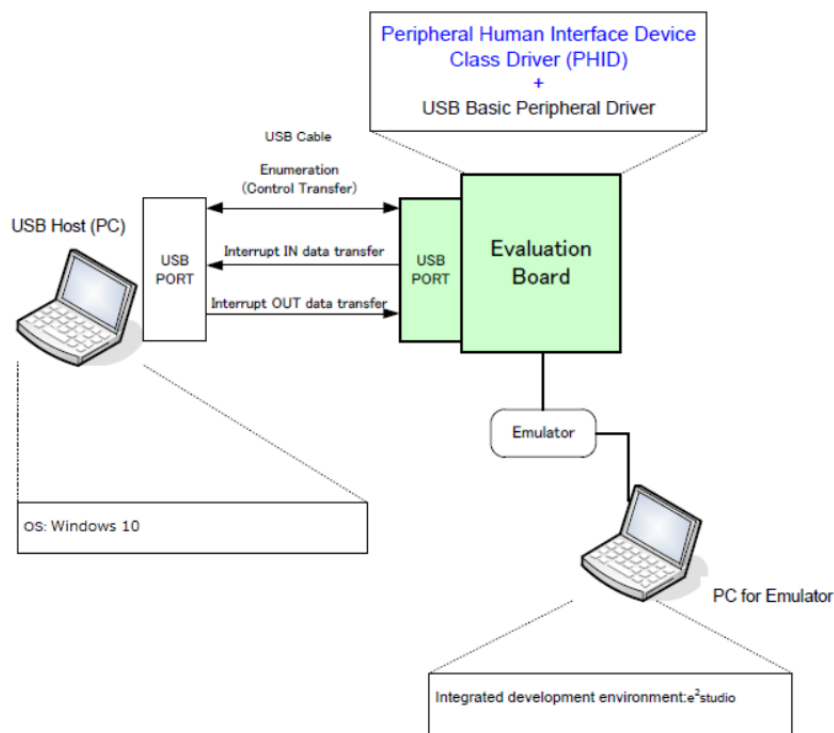 Peripheral Human Interface Device
Class Driver (PHID)
+
USB Basic Peripheral Driver
USB Cable
Enumeration
(Control Transfer)
USB Host (PC)
USB
PORT
Interrupt IN data transfer
Interrupt OUT data transfer
USB
PORT
Evaluation
Board
Emulator
OS: Windows 10
PC for Emulator
Integrated development environment:e²studio